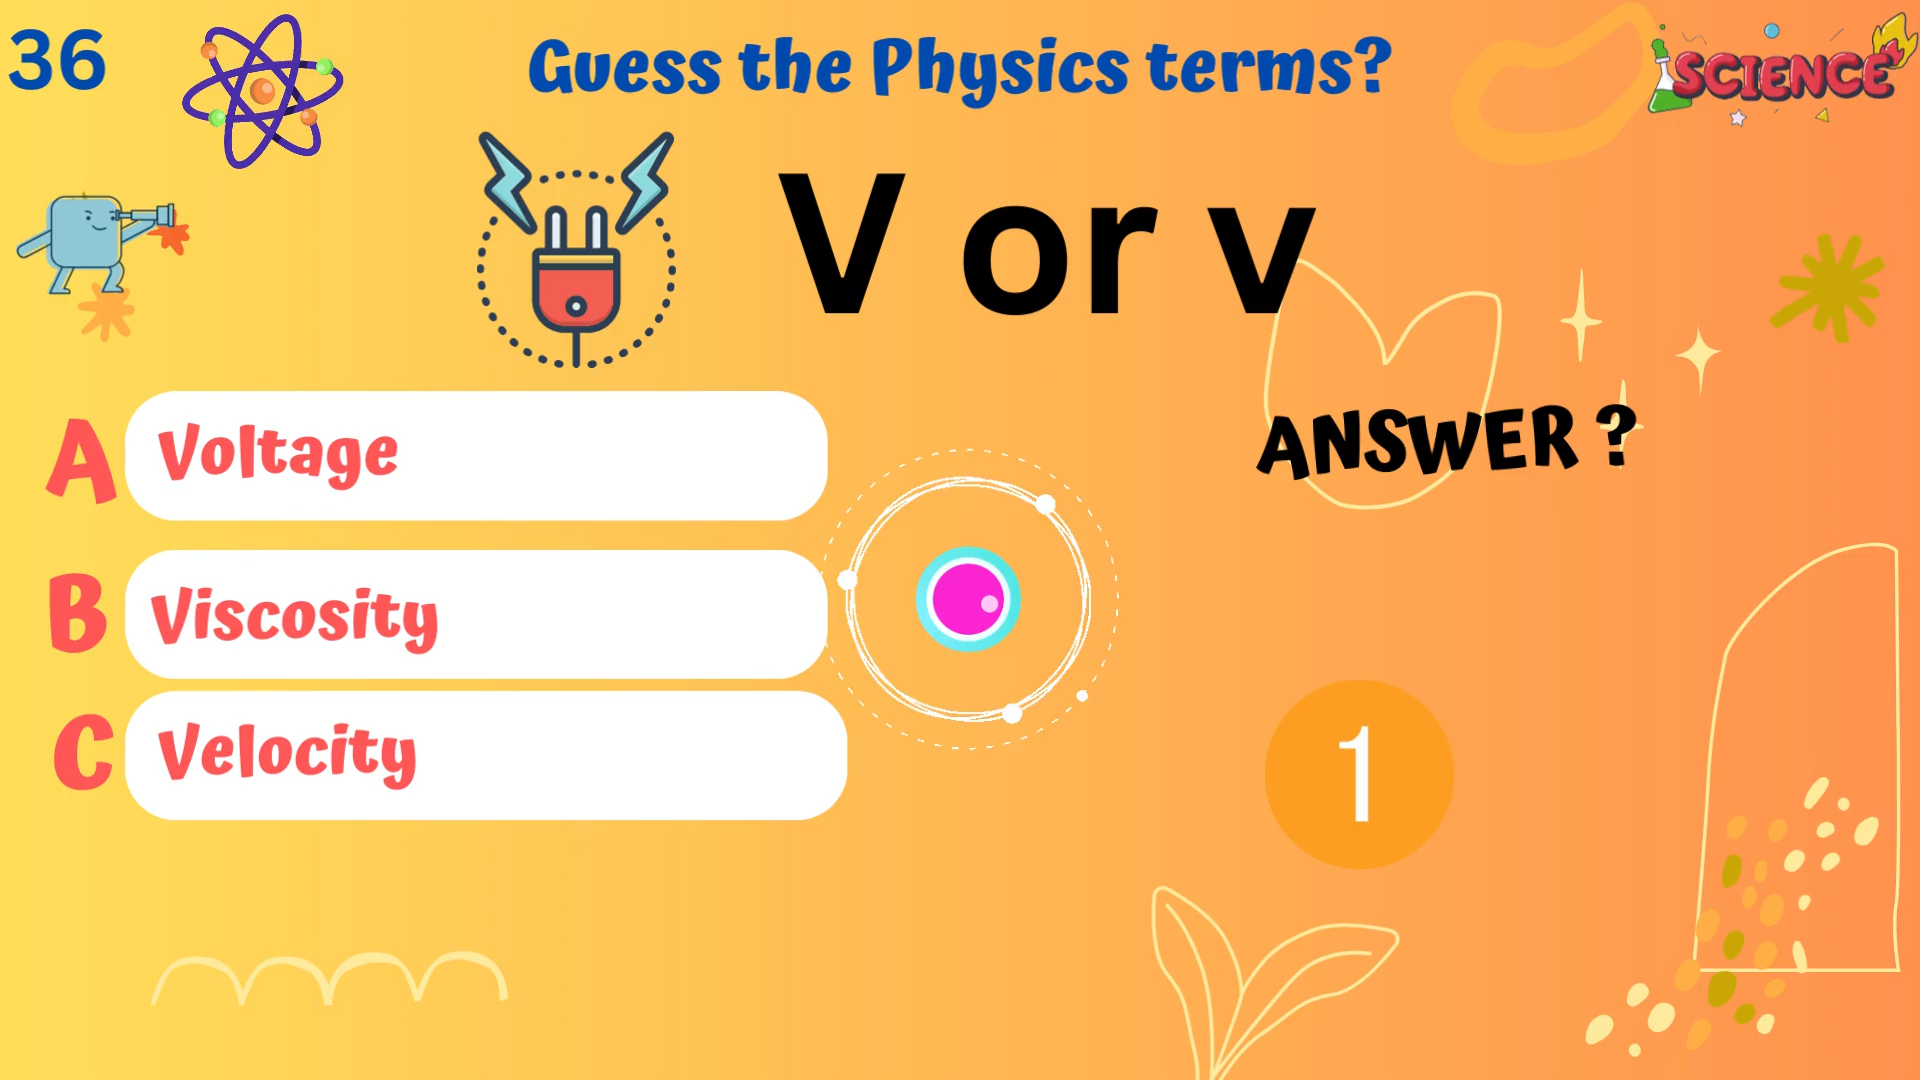 36
Guess the Physics terms?
SCIENCE
V or v
A Voltage
ANSWER ?
B Viscosity
C Velocity
1